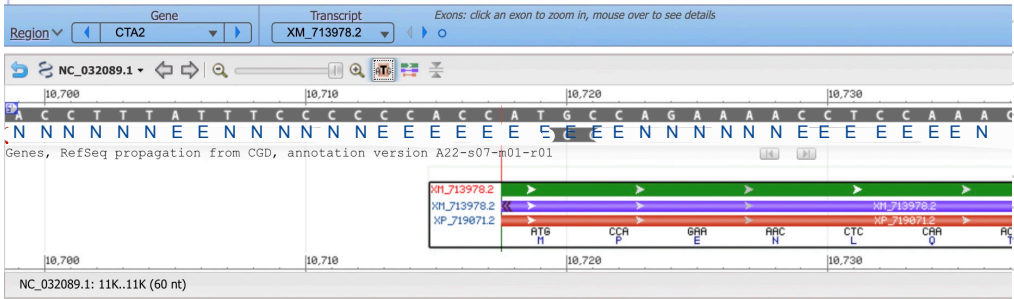 Gene Transcript Exons: click an exon to zoom in, mouse over to see details
Region CTA2 XM_713978.2
NC_032089.1 ATG
10,700 10,710 10,720 10,730
A C C T T T A T T T C C C C C C A C C A T G C C A G A A A A C C T C C A A A C
N N N N N N E E N N N N N N N E E E E E E E E E N N N N N N E E E E E E N
Genes, RefSeq propagation from CGD, annotation version A22-s07-m01-r01
XM_713978.2
XM_713978.2 XM_713978.2
XP_719071.2 XP_719071.2
ATG CCA GAA AAC CTC CAA AC
M P E N L Q T
10,700 10,710 10,720 10,730
NC_032089.1: 11K..11K (60 nt)